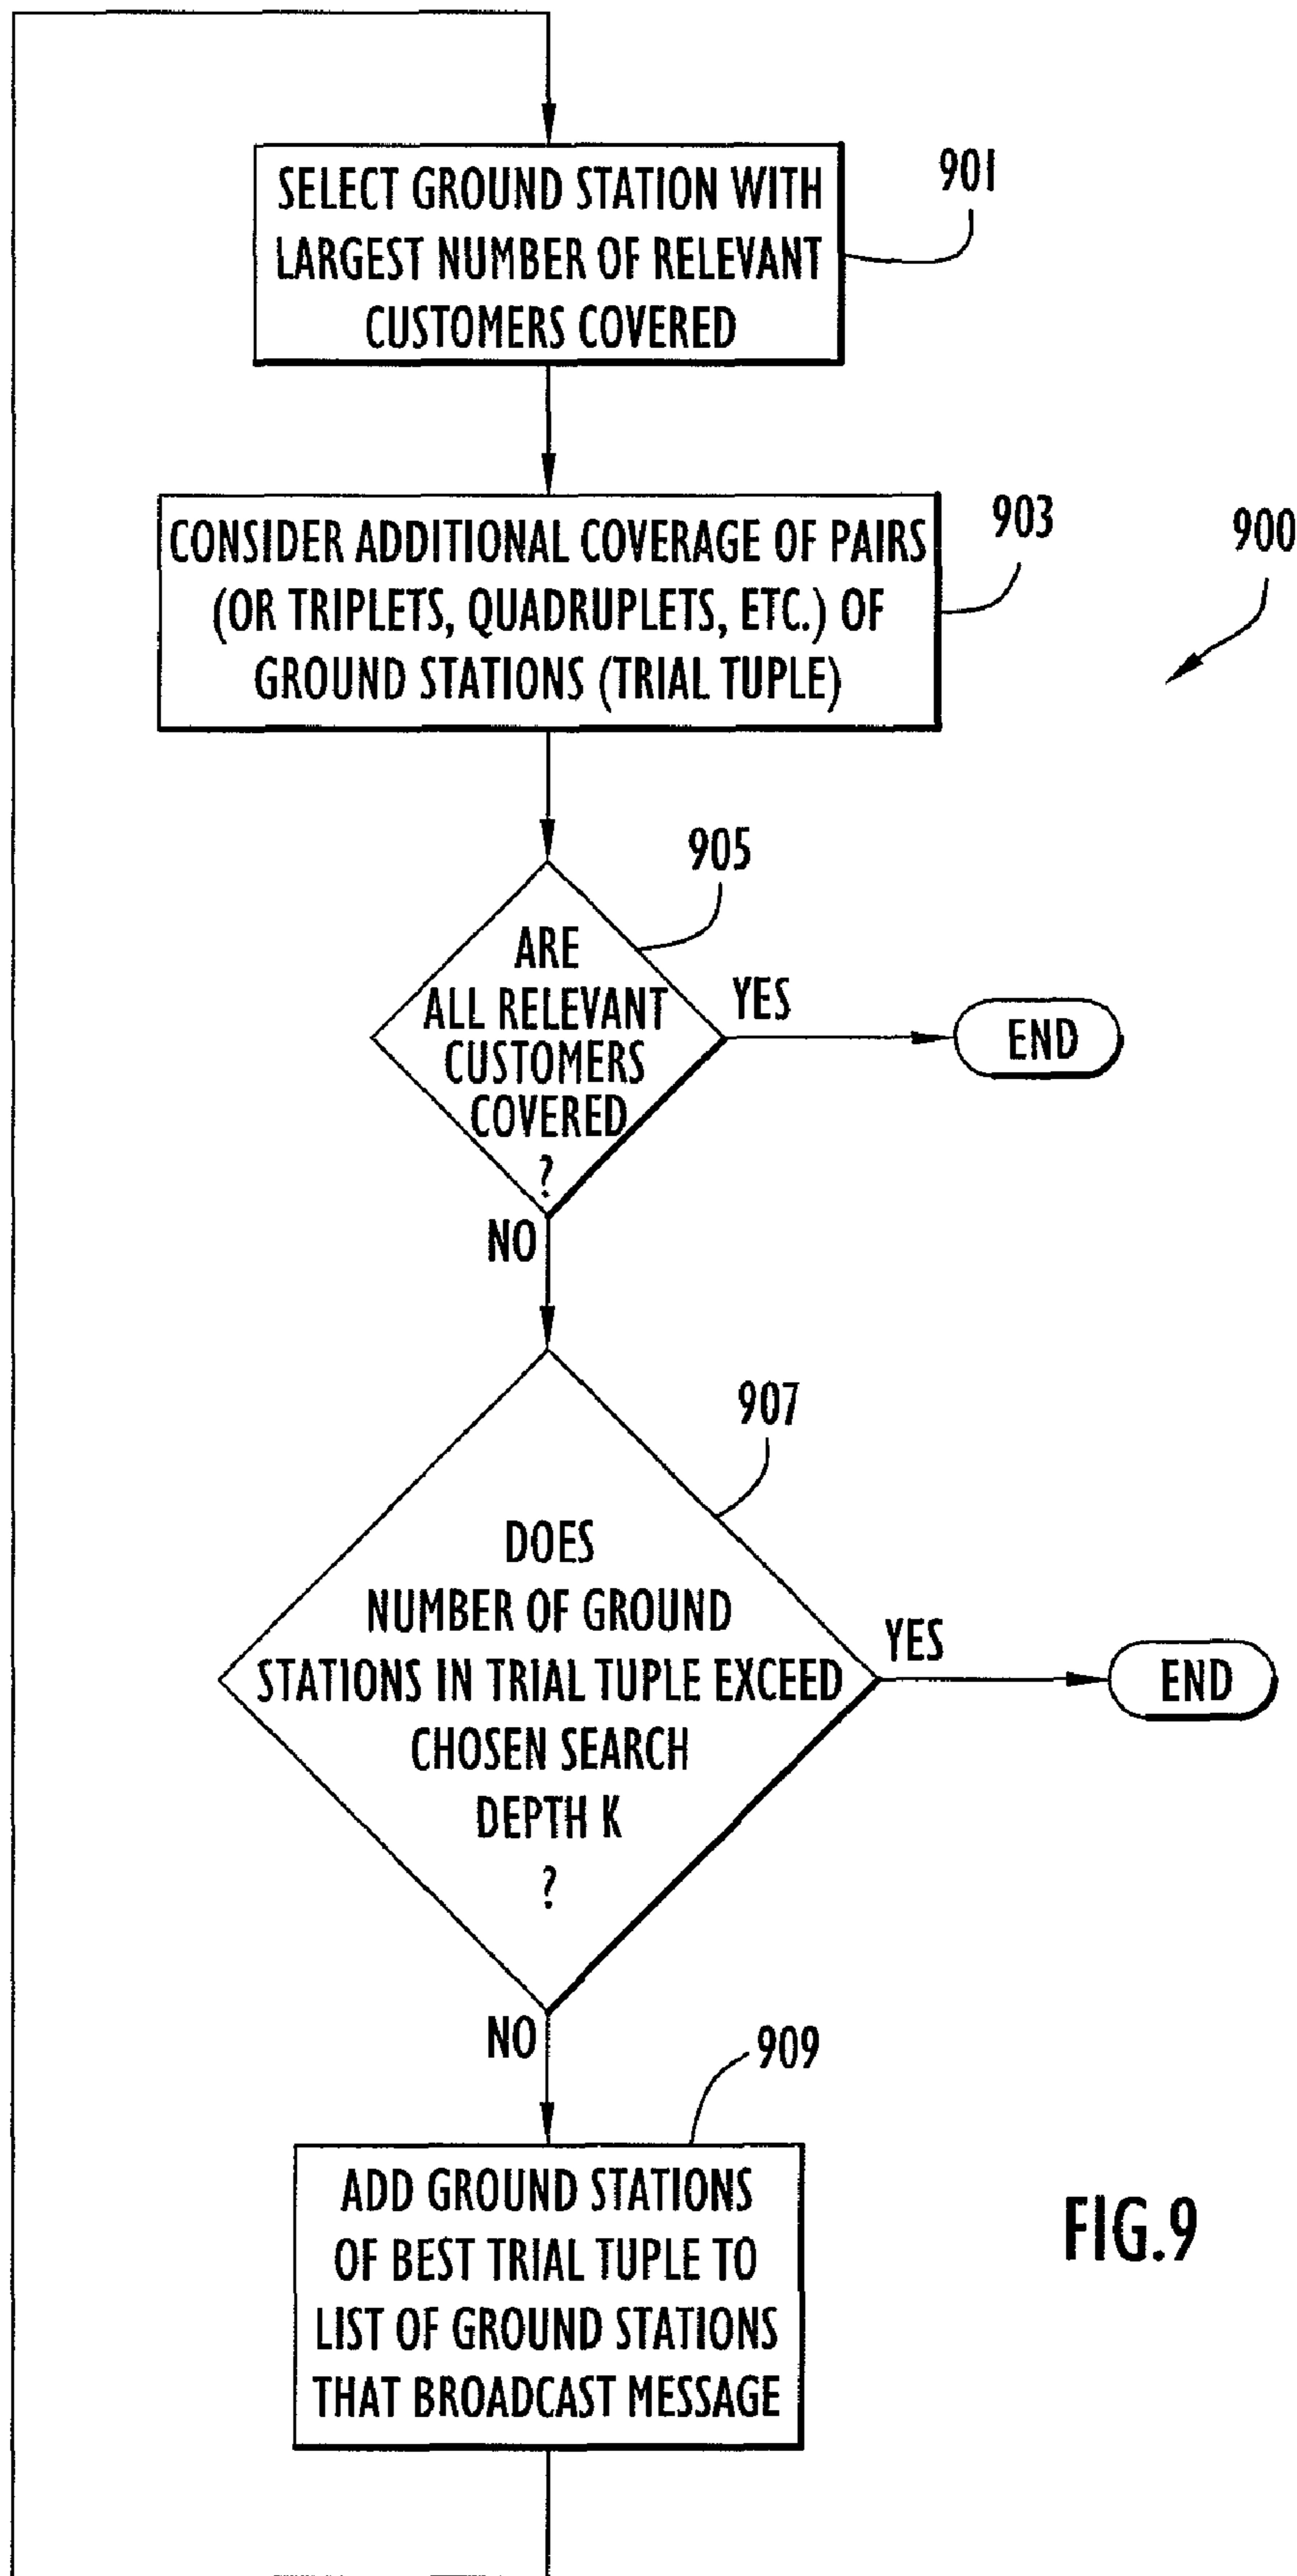 SELECT GROUND STATION WITH
LARGEST NUMBER OF RELEVANT
CUSTOMERS COVERED
901
CONSIDER ADDITIONAL COVERAGE OF PAIRS
(OR TRIPLETS, QUADRUPLETS, ETC.) OF
GROUND STATIONS (TRIAL TUPLE)
903
900
905
ARE
ALL RELEVANT
CUSTOMERS
COVERED
?
YES
END
NO
907
DOES
NUMBER OF GROUND
STATIONS IN TRIAL TUPLE EXCEED
CHOSEN SEARCH
DEPTH K
?
YES
END
NO
909
ADD GROUND STATIONS
OF BEST TRIAL TUPLE TO
LIST OF GROUND STATIONS
THAT BROADCAST MESSAGE
FIG.9